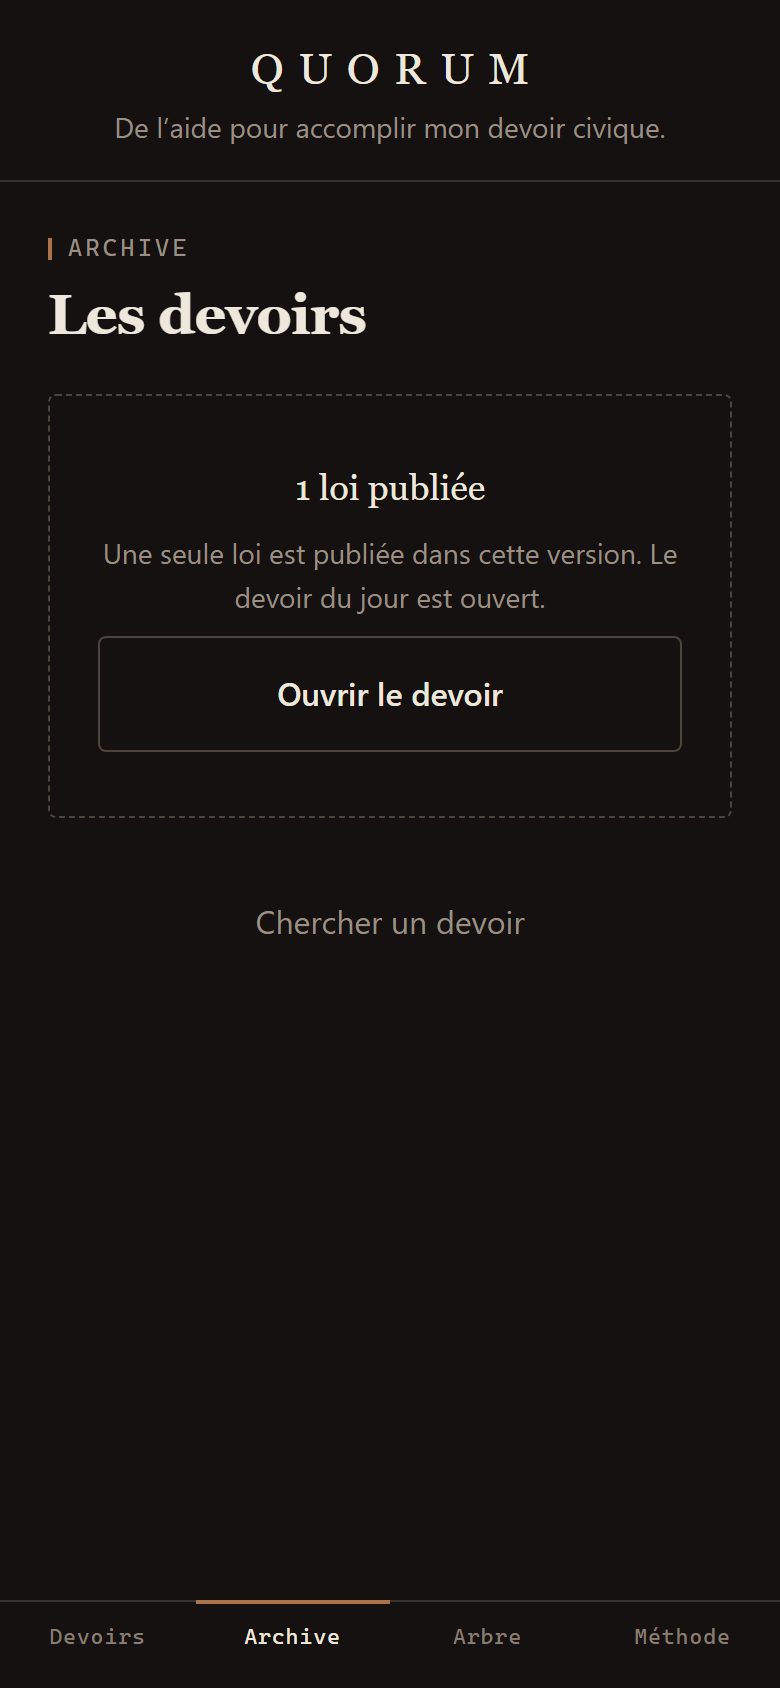 QUORUM
De l’aide pour accomplir mon devoir civique.
ARCHIVE
Les devoirs
1 loi publiée
Une seule loi est publiée dans cette version. Le
devoir du jour est ouvert.
Ouvrir le devoir
Chercher un devoir
Devoirs
Archive
Arbre
Méthode